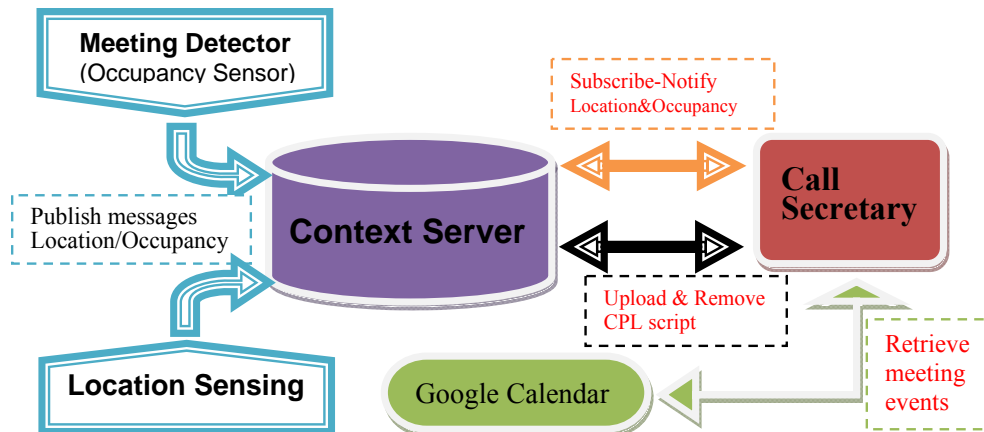 Meeting Detector
(Occupancy Sensor)
Subscribe-Notify
Location&Occupancy
Publish messages
Location/Occupancy
Context Server
Call
Secretary
Upload & Remove
CPL script
Location Sensing
Google Calendar
Retrieve
meeting
events